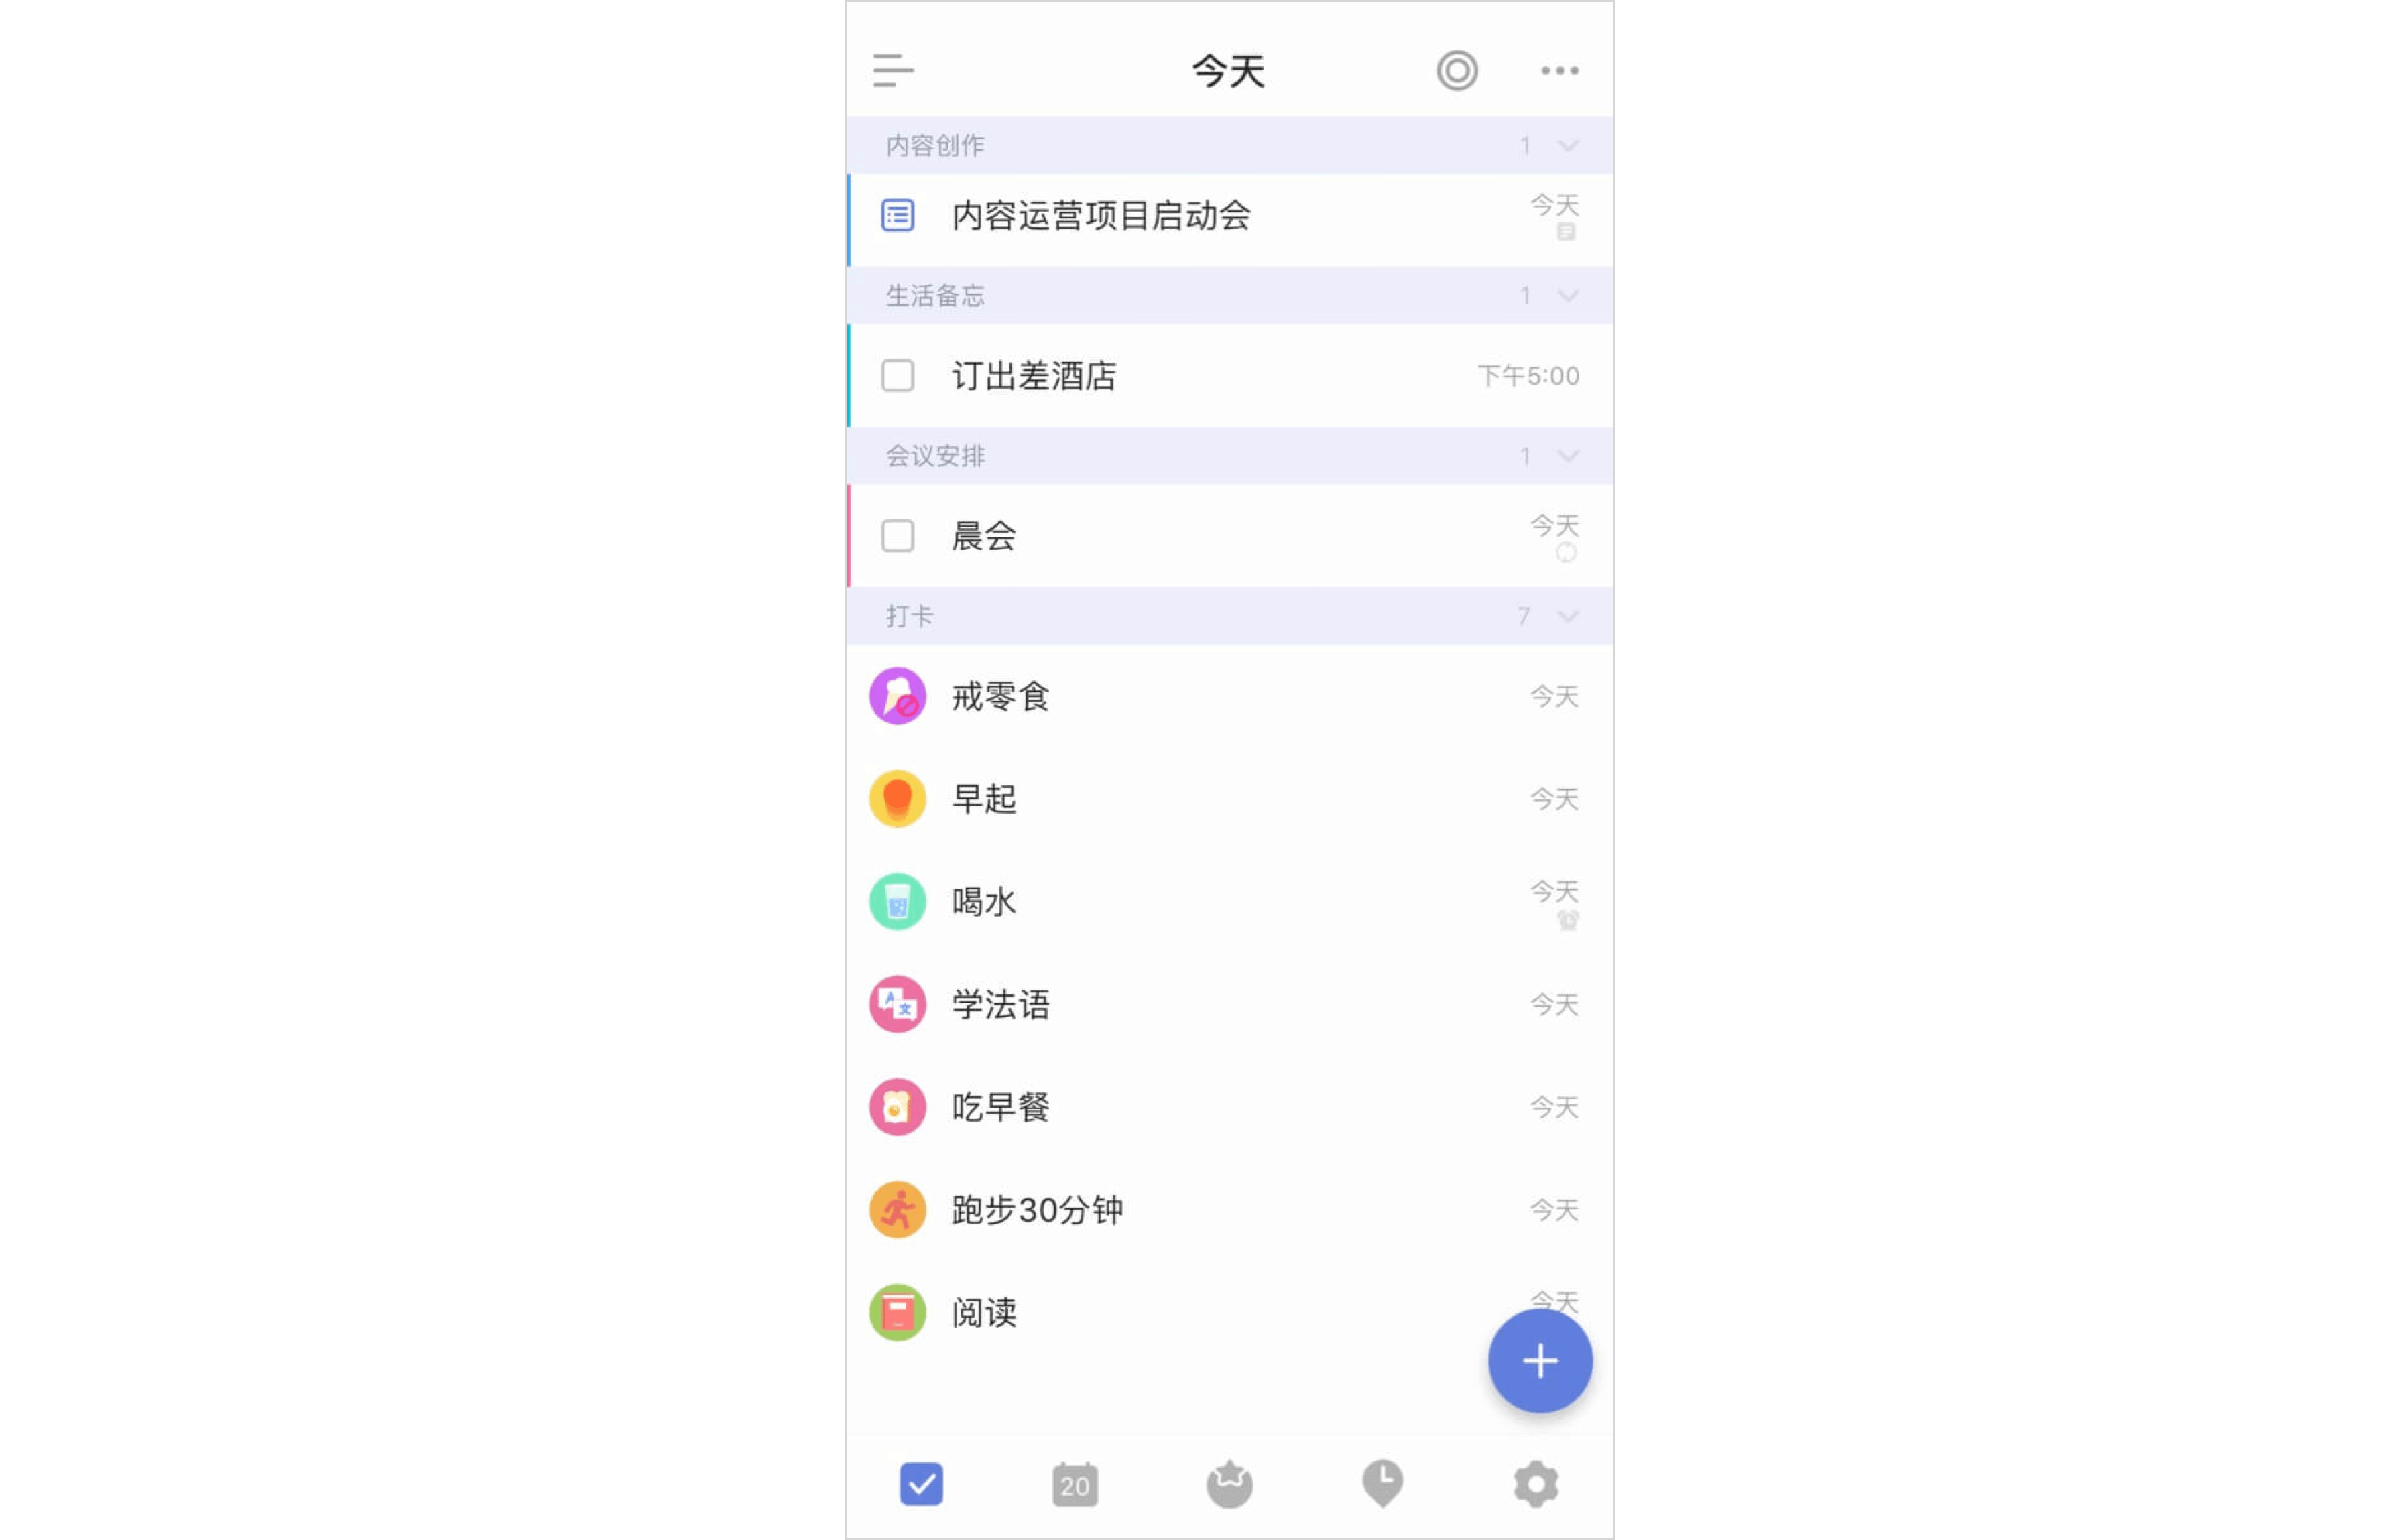 今天
内容创作 1
内容运营项目启动会 今天
生活备忘 1
订出差酒店 下午5:00
会议安排 1
晨会 今天
打卡 7
戒零食 今天
早起 今天
喝水 今天
A 文
学法语 今天
吃早餐 今天
跑步30分钟 今天
阅读 今天
20